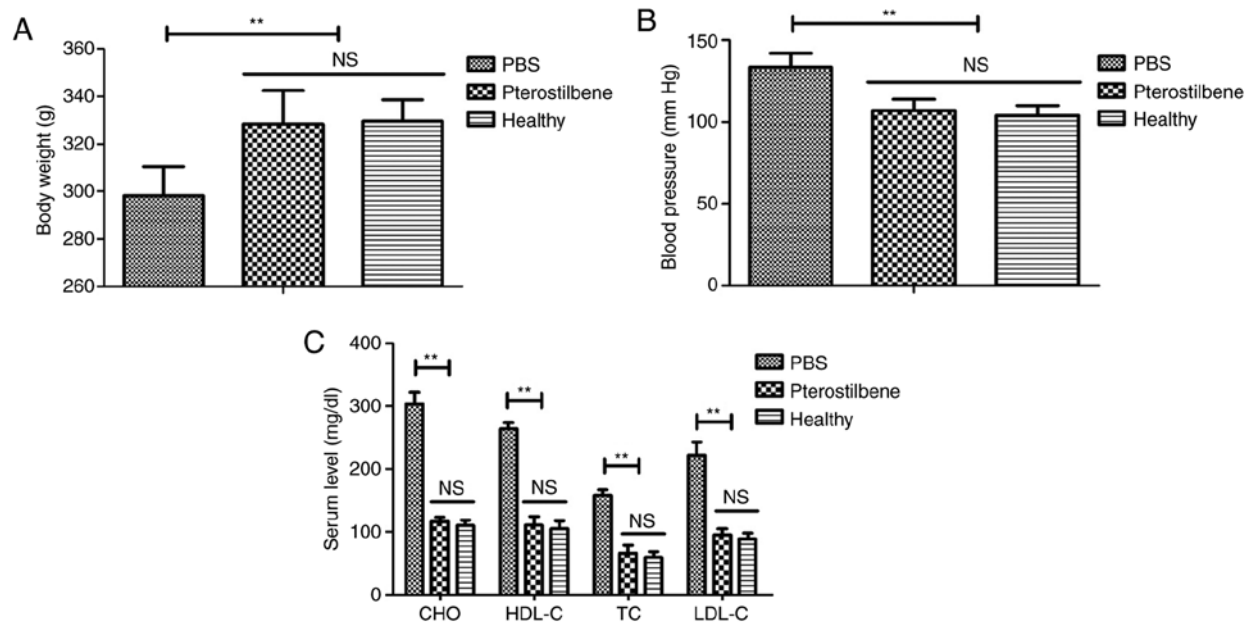 A
**
NS
Body weight (g)
360
340
320
300
280
260
PBS
Pterostilbene
Healthy
B
**
NS
Blood pressure (mm Hg)
150
100
50
0
PBS
Pterostilbene
Healthy
C
Serum level (mg/dl)
400
300
200
100
0
**
NS
**
NS
**
NS
**
NS
CHO
HDL-C
TC
LDL-C
PBS
Pterostilbene
Healthy